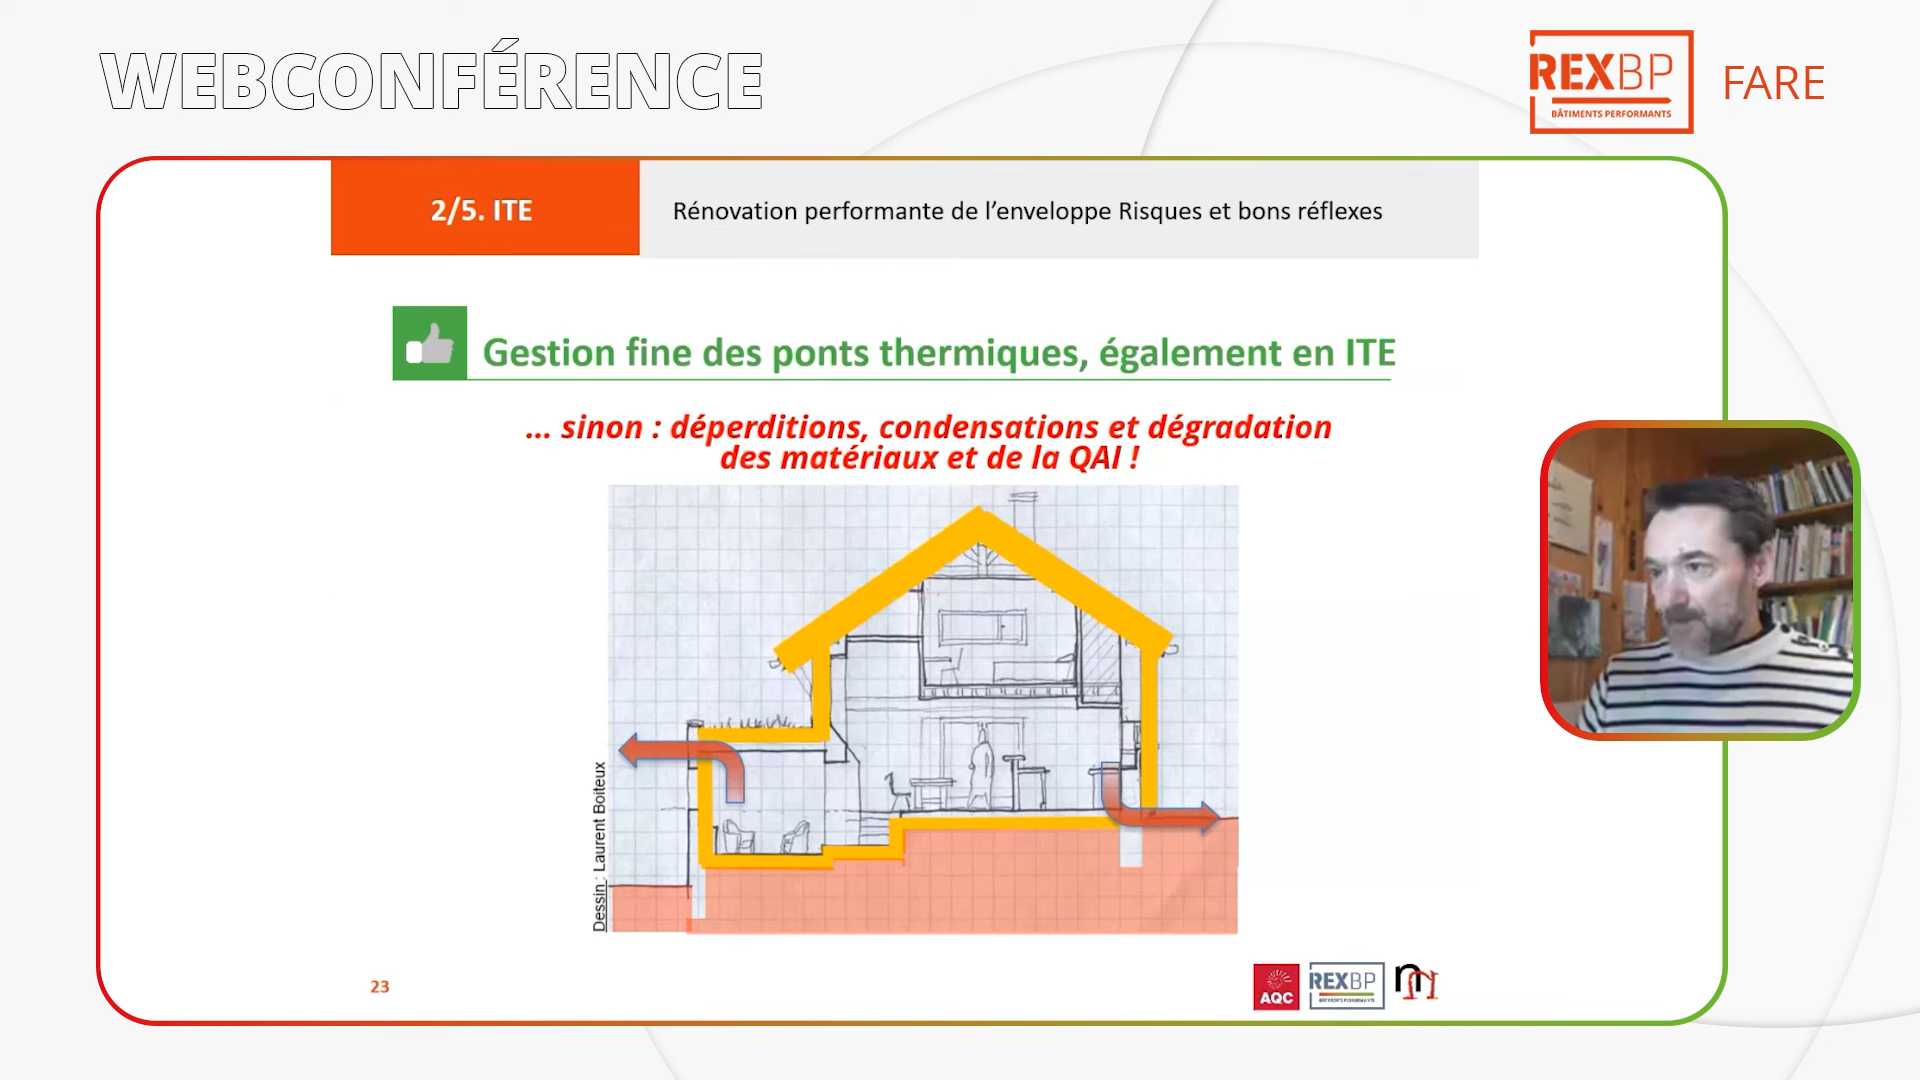 WEBCONFÉRENCE
REXBP
BÂTIMENTS PERFORMANTS
FARE
2/5. ITE
Rénovation performante de l'enveloppe Risques et bons réflexes
Gestion fine des ponts thermiques, également en ITE
... sinon : déperditions, condensations et dégradation
des matériaux et de la QAI !
Dessin : Laurent Boiteux
23
AQC
REXBP
BÂTIMENTS PERFORMANTS